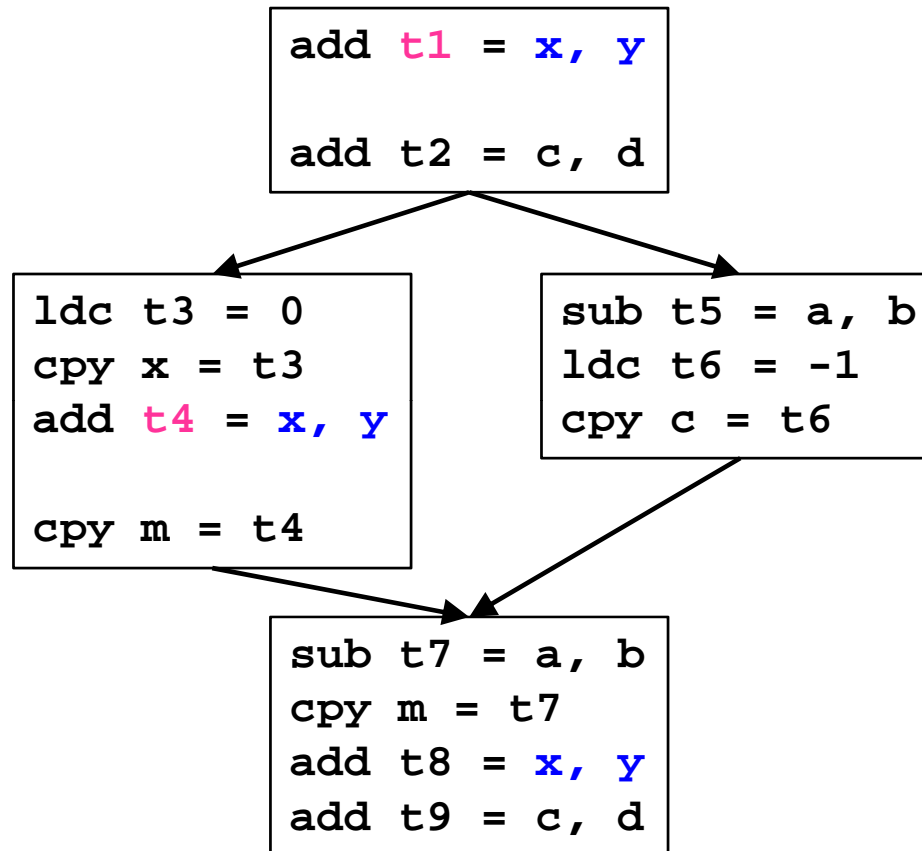 add t1 = x, y
add t2 = c, d
ldc t3 = 0
cpy x = t3
add t4 = x, y
cpy m = t4
sub t5 = a, b
ldc t6 = -1
cpy c = t6
sub t7 = a, b
cpy m = t7
add t8 = x, y
add t9 = c, d